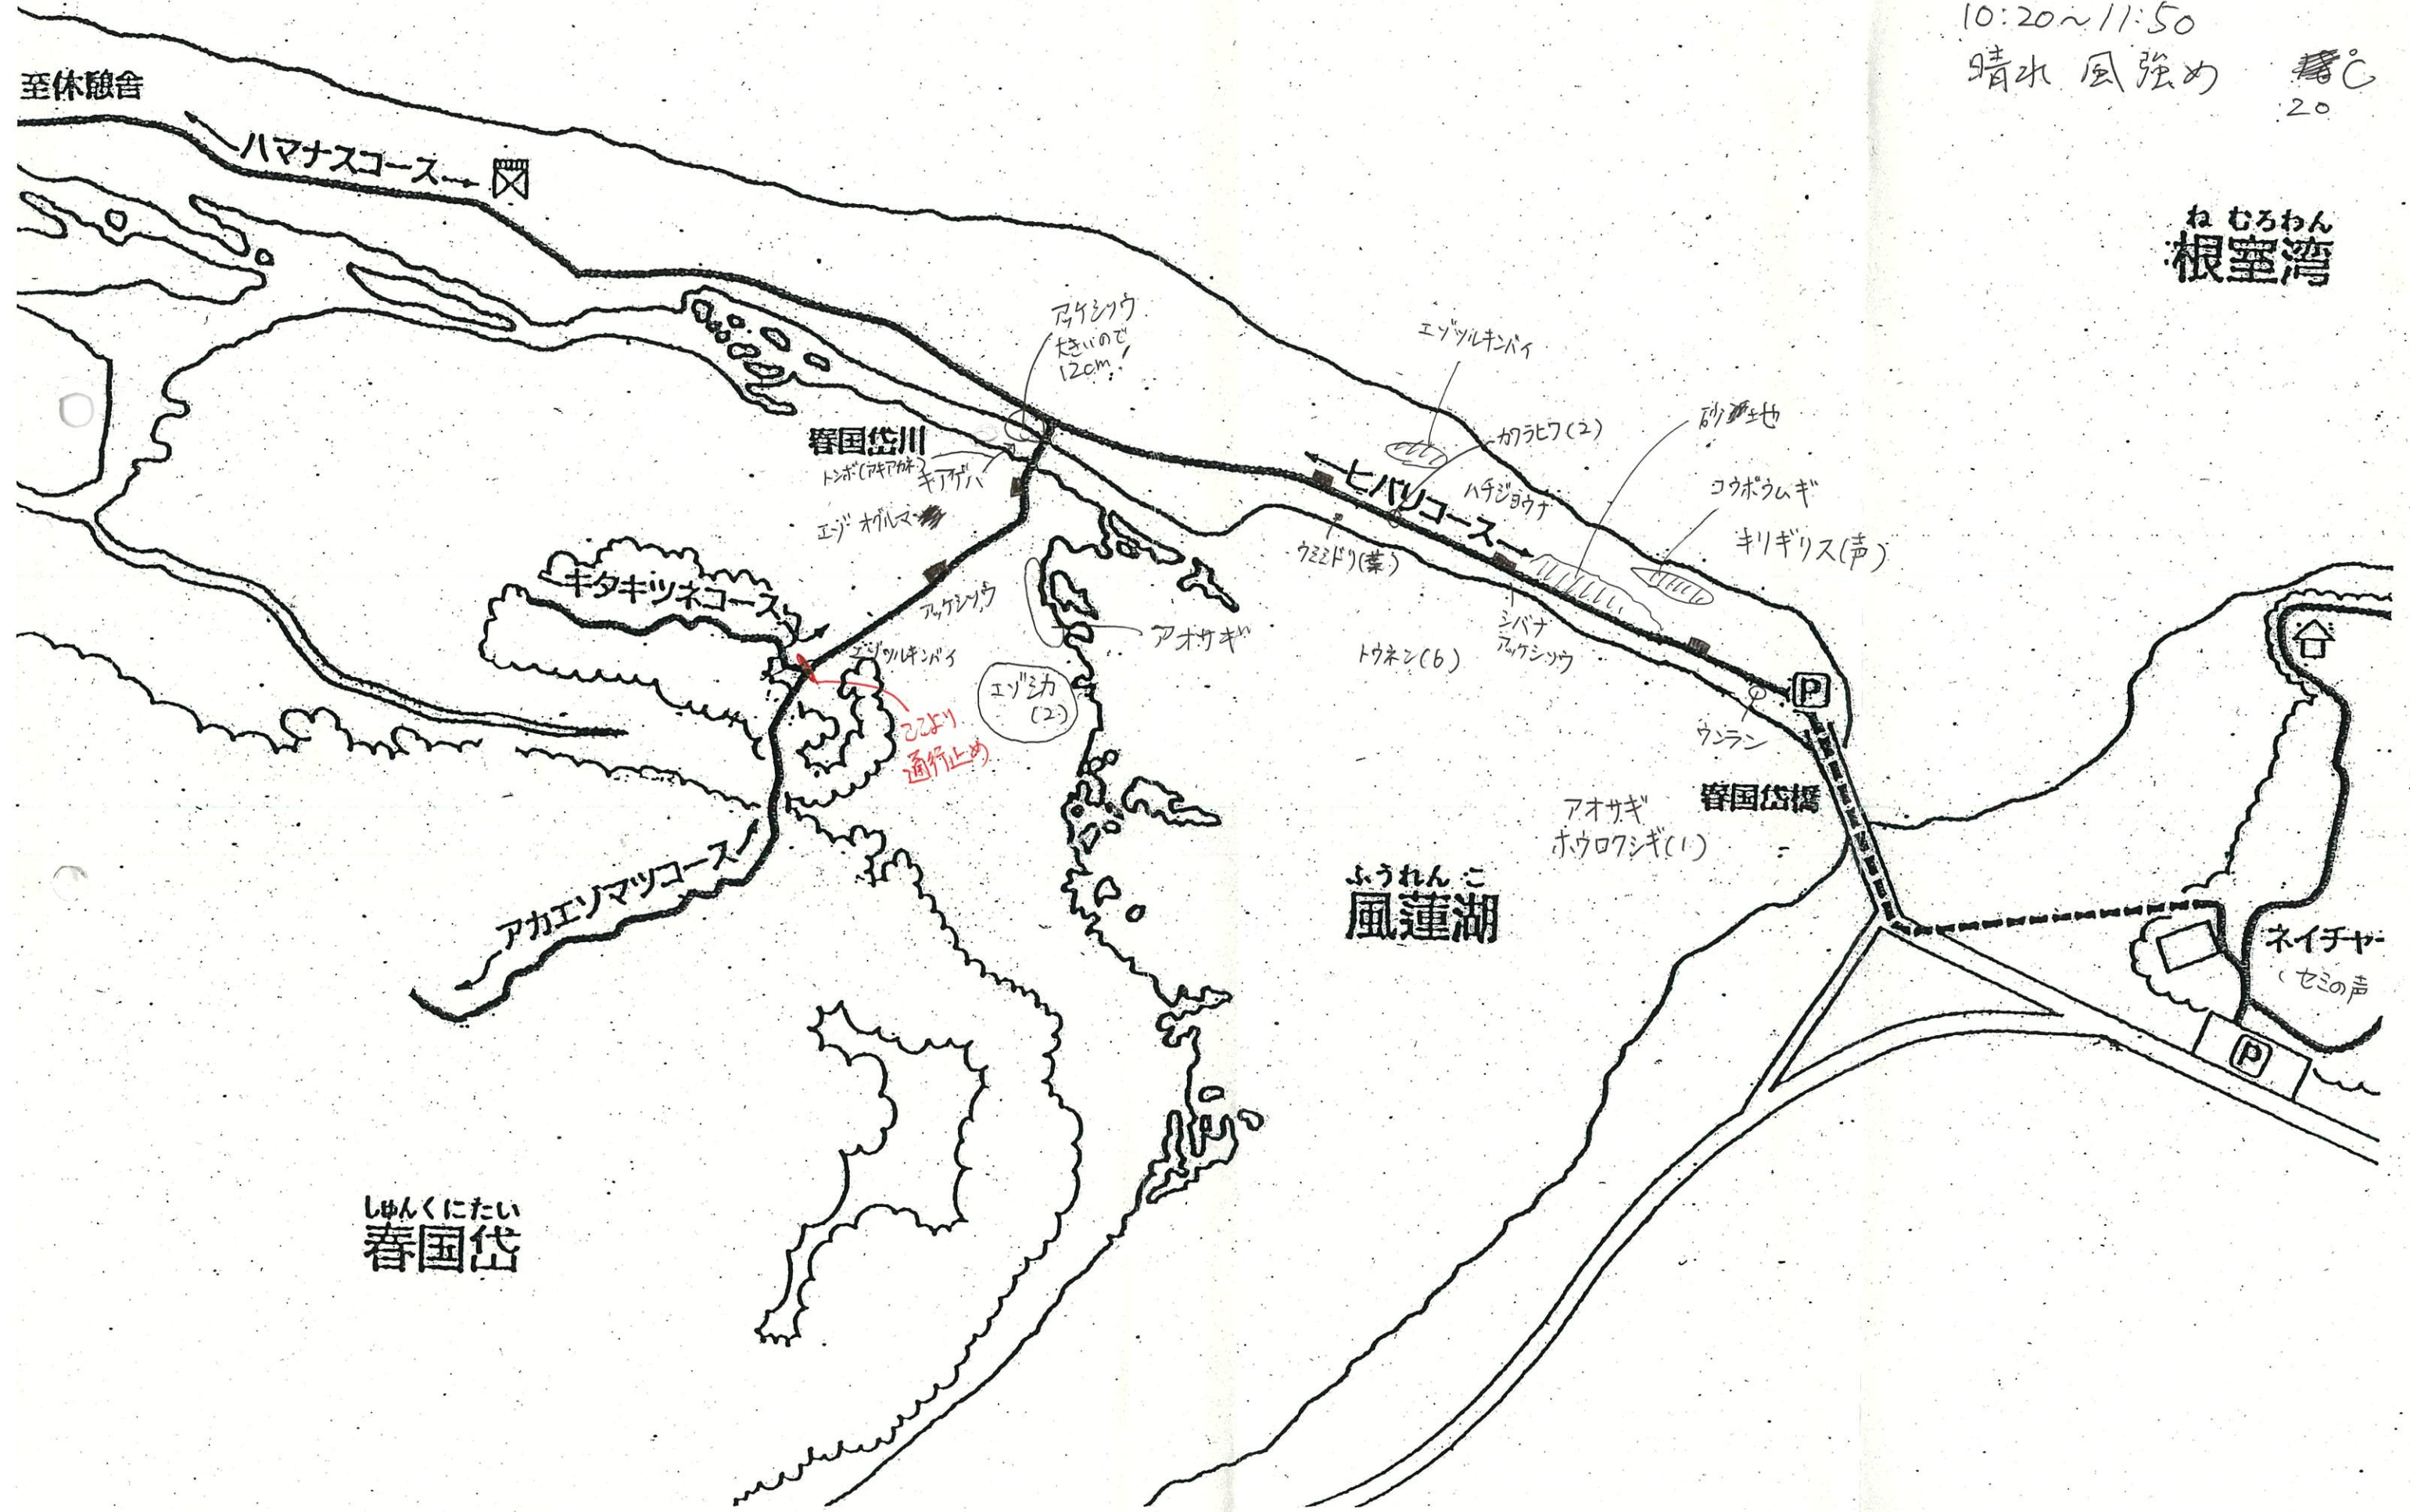 10:20～11:50
晴れ 風強め ℃
20
至休憩舎
ハマナスコース
ねむろわん
根室湾
アッケシソウ
大きいので
12cm!
エゾツルキンバイ
カワラヒワ(2)
砂地
春国岱川
トンボ(アキアカネ)
キアゲハ
ヒバリコース
ハチジョウナ
コウボウムギ
キリギリス(声)
エゾオグルマ
ウミミドリ(葉)
キタキツネコース
アッケシソウ
アオサギ
シバナ
アッケシソウ
トウネン(6)
エゾツルキンバイ
エゾシカ
(2)
P
ウンラン
ここより
通行止め
春国岱橋
アオサギ
ホウロクシギ(1)
アカエゾマツコース
ふうれんこ
風蓮湖
ネイチャー
セミの声
P
しゅんくにたい
春国岱